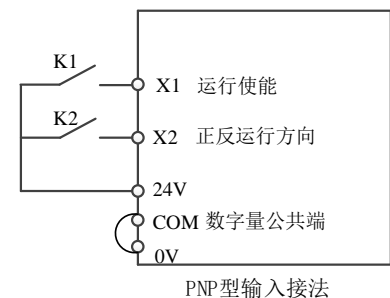 K1
X1 运行使能
K2
X2 正反运行方向
24V
COM 数字量公共端
0V
PNP型输入接法